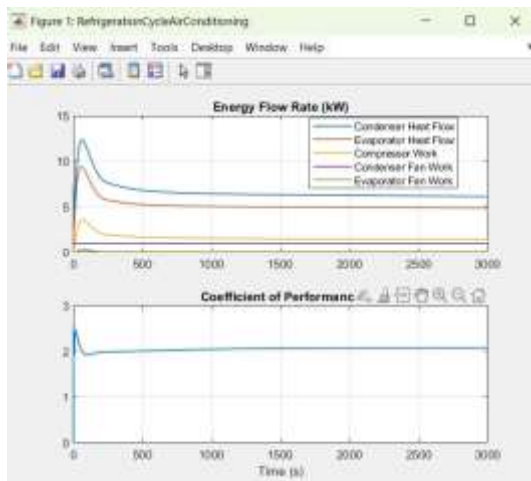 Figure 1: RefrigerationCycleAirConditioning
File Edit View Insert Tools Desktop Window Help
Energy Flow Rate (kW)
Condenser Heat Flow
Evaporator Heat Flow
Compressor Work
Condenser Fan Work
Evaporator Fan Work
15
10
5
0
0 500 1000 1500 2000 2500 3000
Coefficient of Performanc
3
2
1
0
0 500 1000 1500 2000 2500 3000
Time (s)